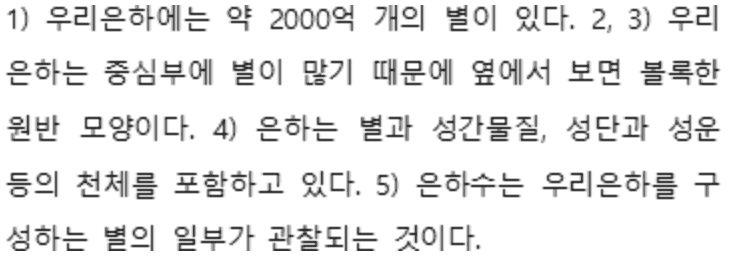 1) 우리은하에는 약 2000억 개의 별이 있다. 2, 3) 우리
은하는 중심부에 별이 많기 때문에 옆에서 보면 볼록한
원반 모양이다. 4) 은하는 별과 성간물질, 성단과 성운
등의 천체를 포함하고 있다. 5) 은하수는 우리은하를 구
성하는 별의 일부가 관찰되는 것이다.